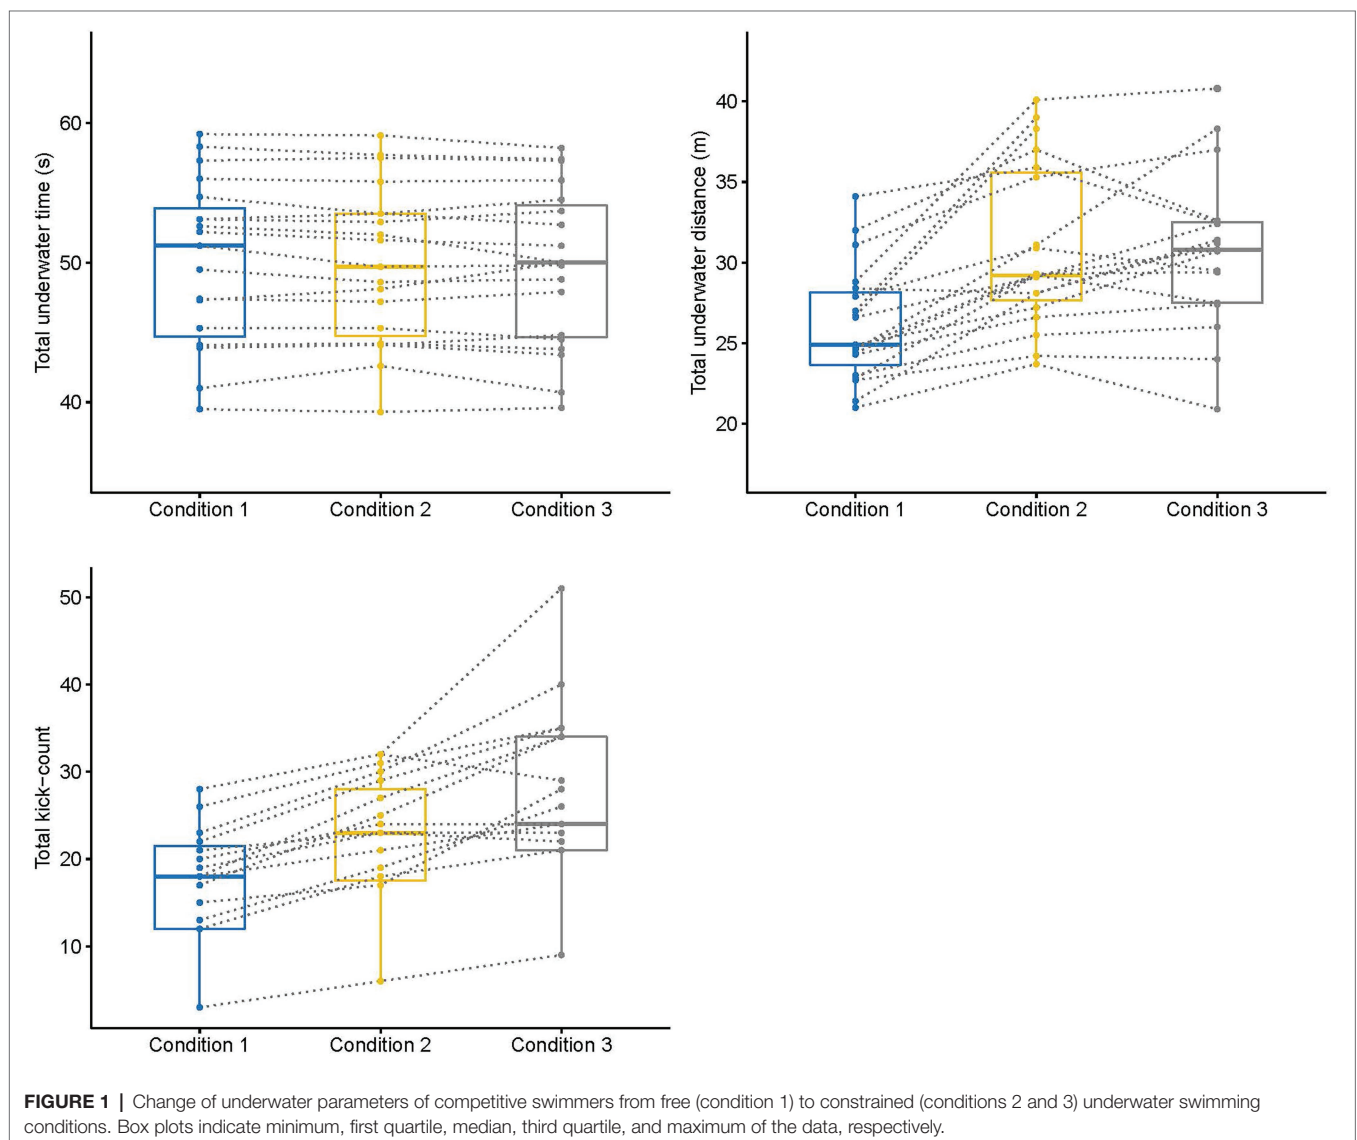 Total underwater time (s)
60
50
40
Condition 1 Condition 2 Condition 3
Total underwater distance (m)
40
35
30
25
20
Condition 1 Condition 2 Condition 3
Total kick−count
50
40
30
20
10
Condition 1 Condition 2 Condition 3
FIGURE 1 | Change of underwater parameters of competitive swimmers from free (condition 1) to constrained (conditions 2 and 3) underwater swimming
conditions. Box plots indicate minimum, first quartile, median, third quartile, and maximum of the data, respectively.